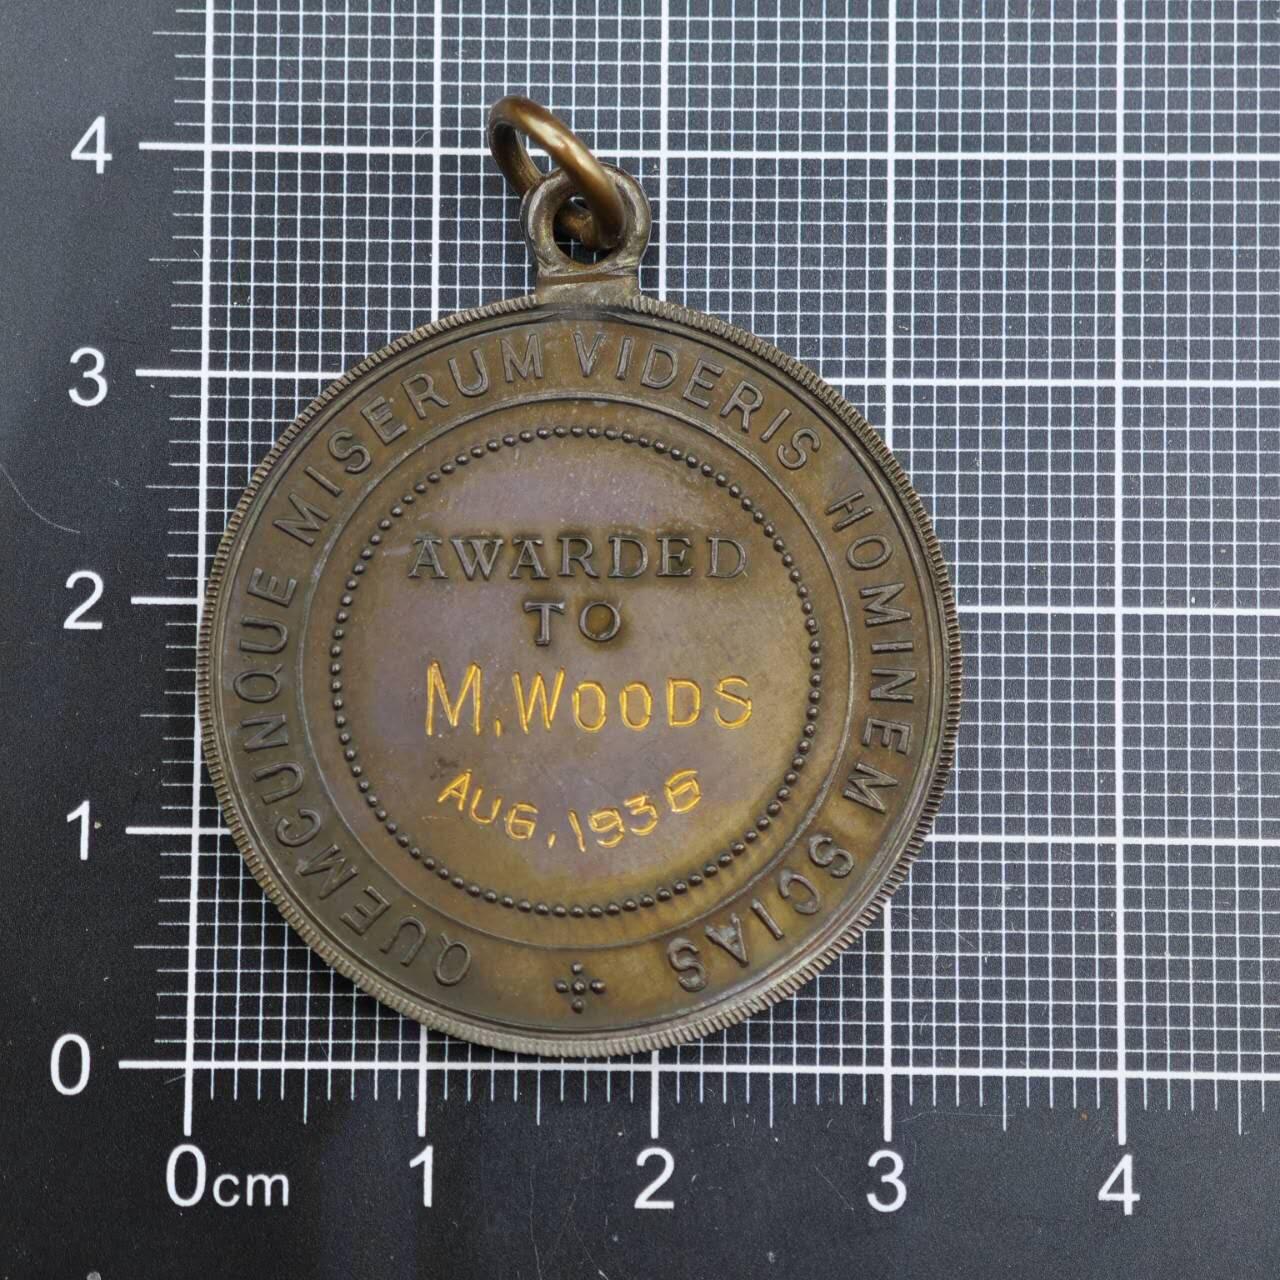 QUEMCUNQUE MISERUM VIDERIS HOMINEM SCIAS
AWARDED
TO
M. WOODS
AUG, 1936
4
3
2
1
0
0cm 1 2 3 4